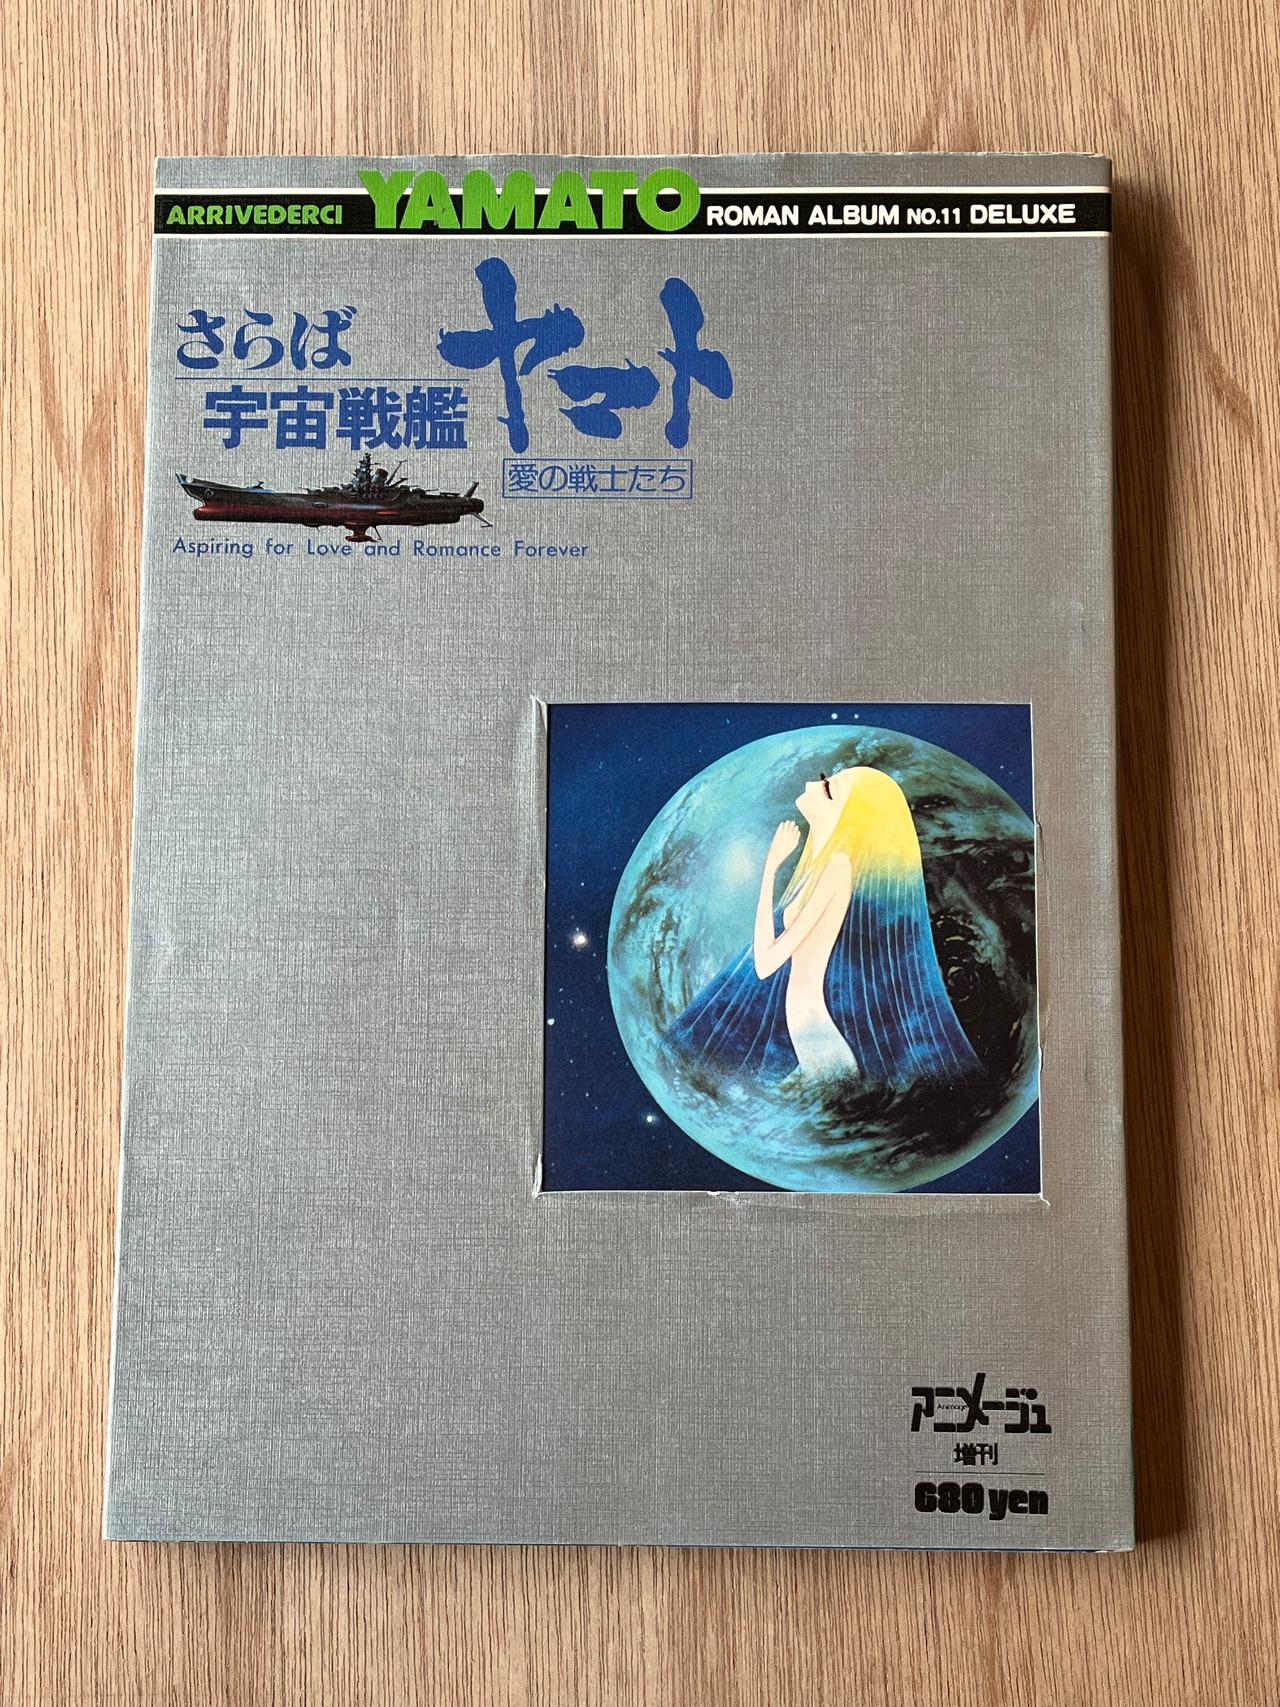 ARRIVEDERCI YAMATO ROMAN ALBUM NO.11 DELUXE
さらば
宇宙戦艦
ヤマト
愛の戦士たち
Aspiring for Love and Romance Forever
アニメージュ
Animage
増刊
680 yen